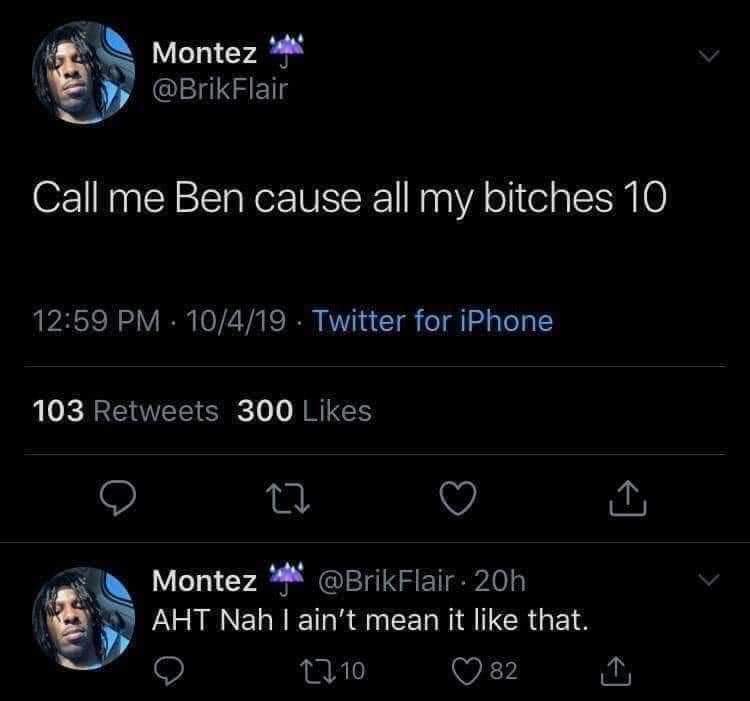 Montez ☔
@BrikFlair
Call me Ben cause all my bitches 10
12:59 PM · 10/4/19 · Twitter for iPhone
103 Retweets 300 Likes
Montez ☔ @BrikFlair · 20h
AHT Nah I ain't mean it like that.
10 82